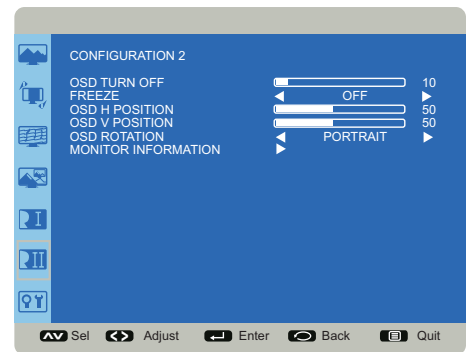 CONFIGURATION 2
OSD TURN OFF 10
FREEZE OFF
OSD H POSITION 50
OSD V POSITION 50
OSD ROTATION PORTRAIT
MONITOR INFORMATION
I
II
Sel Adjust Enter Back Quit